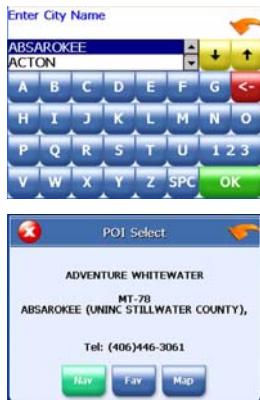 Enter City Name
ABSAROKEE
ACTON
A B C D E F G <-
H I J K L M N O
P Q R S T U 1 2 3
V W X Y Z SPC OK
POI Select
ADVENTURE WHITEWATER
MT-78
ABSAROKEE (UNINC STILLWATER COUNTY),
Tel: (406)446-3061
Nav Fav Map